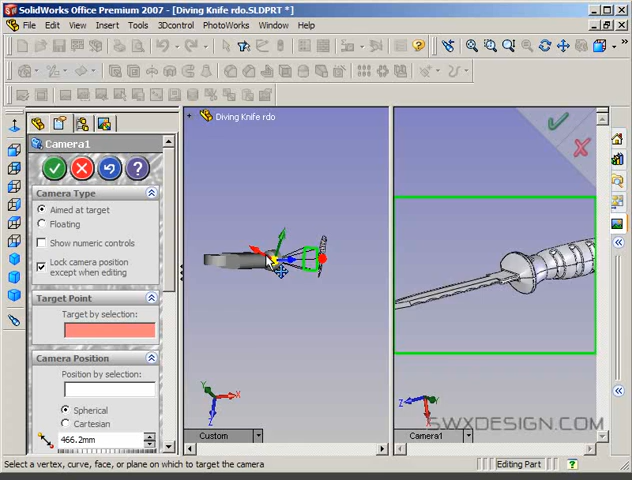 SolidWorks Office Premium 2007 - [Diving Knife rdo.SLDPRT *]
File Edit View Insert Tools 3Dcontrol PhotoWorks Window Help
Camera1
Camera Type
Aimed at target
Floating
Show numeric controls
Lock camera position
except when editing
Target Point
Target by selection:
Camera Position
Position by selection:
Spherical
Cartesian
466.2mm
Diving Knife rdo
Y
X
Z
Custom
Z
Y
X
Camera1
SWXDESIGN.COM
Select a vertex, curve, face, or plane on which to target the camera
Editing Part